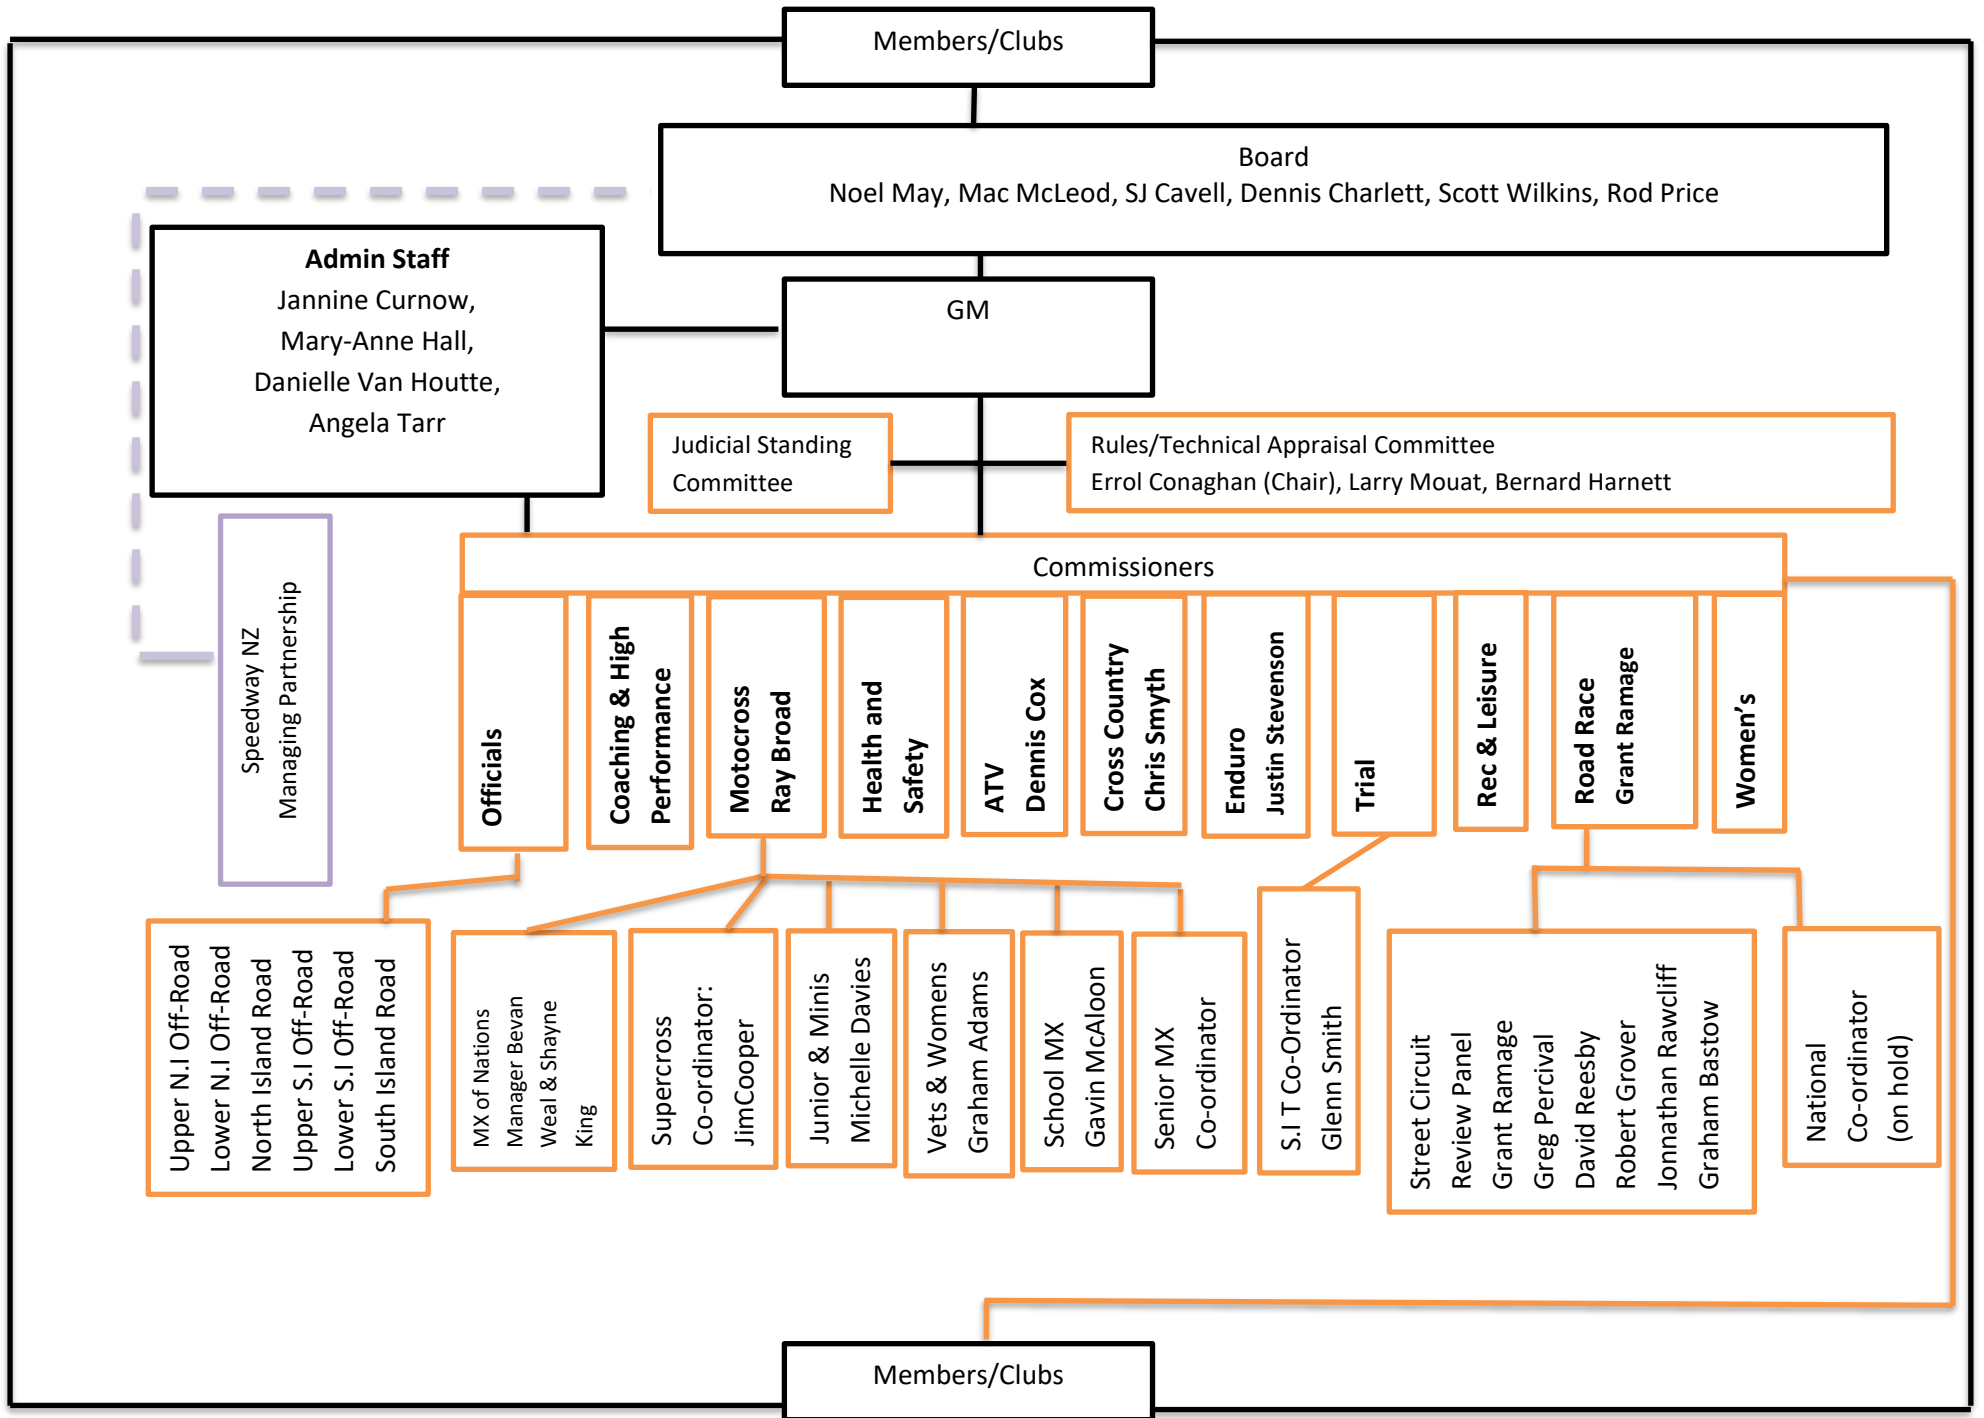 Members/Clubs
Board
Noel May, Mac McLeod, SJ Cavell, Dennis Charlett, Scott Wilkins, Rod Price
Admin Staff
Jannine Curnow,
Mary-Anne Hall,
Danielle Van Houtte,
Angela Tarr
GM
Judicial Standing
Committee
Rules/Technical Appraisal Committee
Errol Conaghan (Chair), Larry Mouat, Bernard Harnett
Speedway NZ
Managing Partnership
Commissioners
Officials
Coaching & High
Performance
Motocross
Ray Broad
Health and
Safety
ATV
Dennis Cox
Cross Country
Chris Smyth
Enduro
Justin Stevenson
Trial
Rec & Leisure
Road Race
Grant Ramage
Women's
Upper N.I Off-Road
Lower N.I Off-Road
North Island Road
Upper S.I Off-Road
Lower S.I Off-Road
South Island Road
MX of Nations
Manager Bevan
Weal & Shayne
King
Supercross
Co-ordinator:
JimCooper
Junior & Minis
Michelle Davies
Vets & Womens
Graham Adams
School MX
Gavin McAloon
Senior MX
Co-ordinator
S.I T Co-Ordinator
Glenn Smith
Street Circuit
Review Panel
Grant Ramage
Greg Percival
David Reesby
Robert Grover
Jonnathan Rawcliff
Graham Bastow
National
Co-ordinator
(on hold)
Members/Clubs